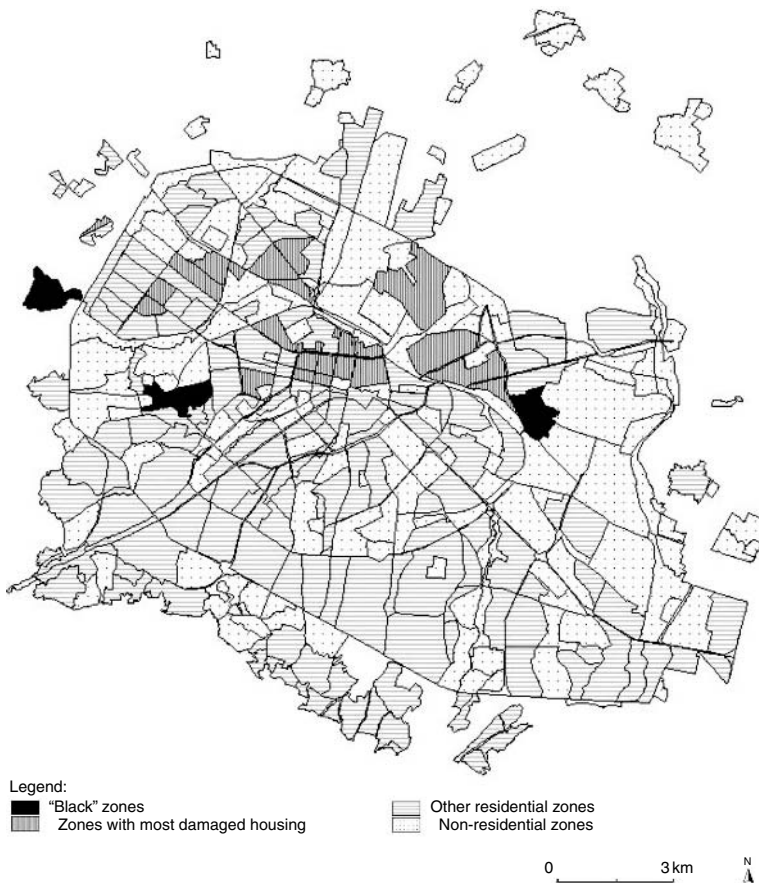 Legend:
“Black” zones
Zones with most damaged housing
Other residential zones
Non-residential zones
0 3 km
N